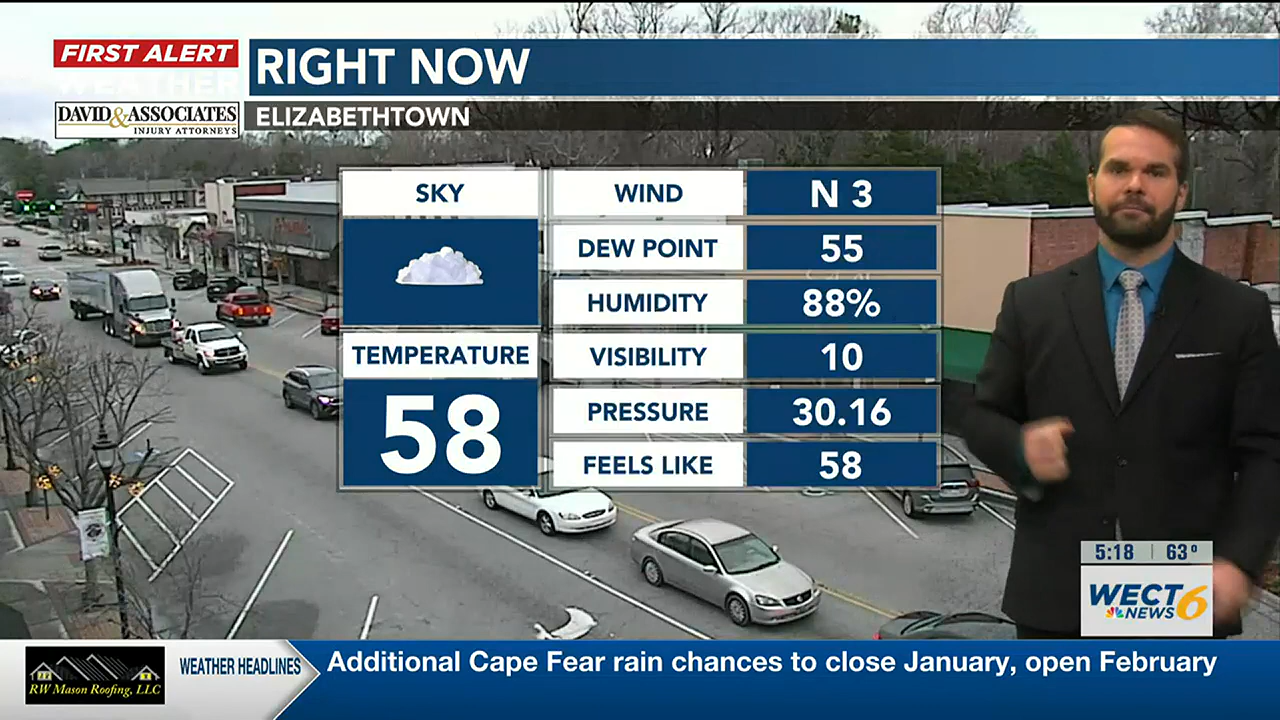 FIRST ALERT
WEATHER
RIGHT NOW
DAVID & ASSOCIATES
INJURY ATTORNEYS
ELIZABETHTOWN
SKY
TEMPERATURE
58
WIND N 3
DEW POINT 55
HUMIDITY 88%
VISIBILITY 10
PRESSURE 30.16
FEELS LIKE 58
5:18 63°
WECT 6
NEWS
RW Mason Roofing, LLC
WEATHER HEADLINES
Additional Cape Fear rain chances to close January, open February